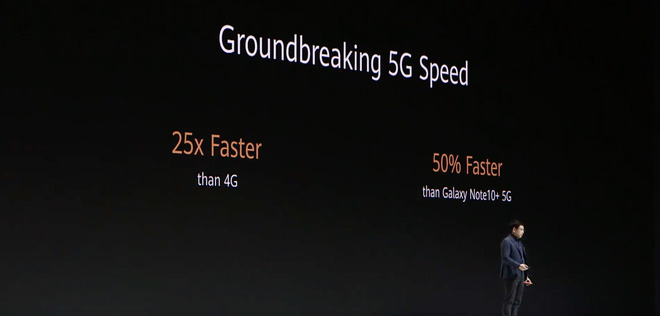 Groundbreaking 5G Speed
25x Faster
than 4G
50% Faster
than Galaxy Note10+ 5G